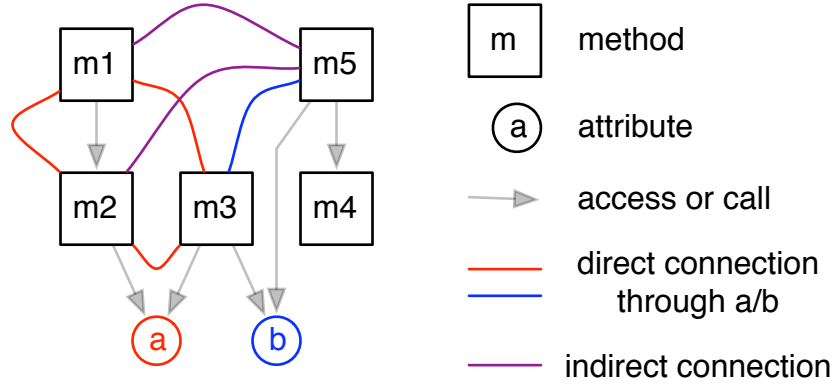 m1
m5
m2
m3
m4
a
b
m
method
a
attribute
access or call
direct connection
through a/b
indirect connection